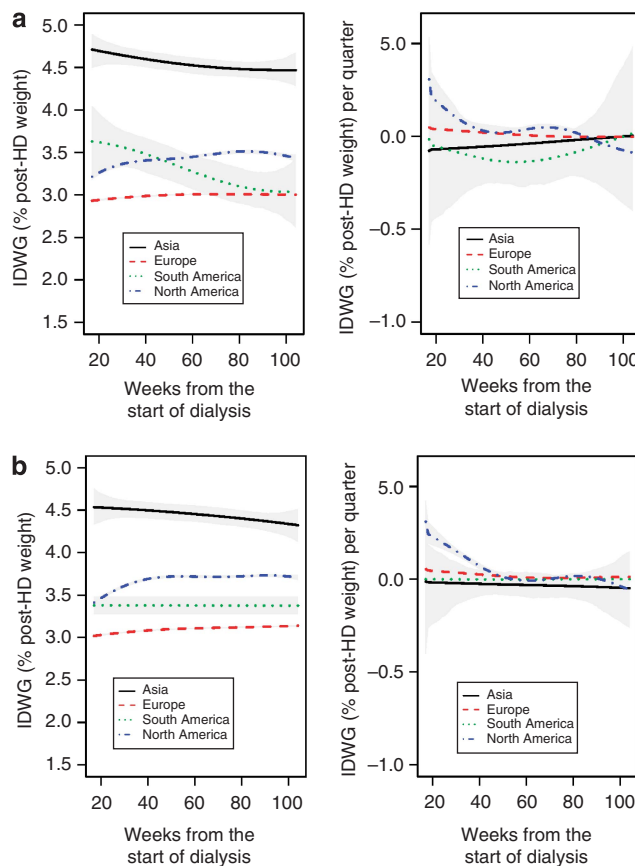 a
IDWG (% post-HD weight)
5.0
4.5
4.0
3.5
3.0
2.5
2.0
1.5
Asia
Europe
South America
North America
20 40 60 80 100
Weeks from the
start of dialysis
IDWG (% post-HD weight) per quarter
5.0
0.0
−0.5
−1.0
Asia
Europe
South America
North America
20 40 60 80 100
Weeks from the
start of dialysis
b
IDWG (% post-HD weight)
5.0
4.5
4.0
3.5
3.0
2.5
2.0
1.5
Asia
Europe
South America
North America
20 40 60 80 100
Weeks from the
start of dialysis
IDWG (% post-HD weight) per quarter
5.0
0.0
−0.5
−1.0
Asia
Europe
South America
North America
20 40 60 80 100
Weeks from the
start of dialysis